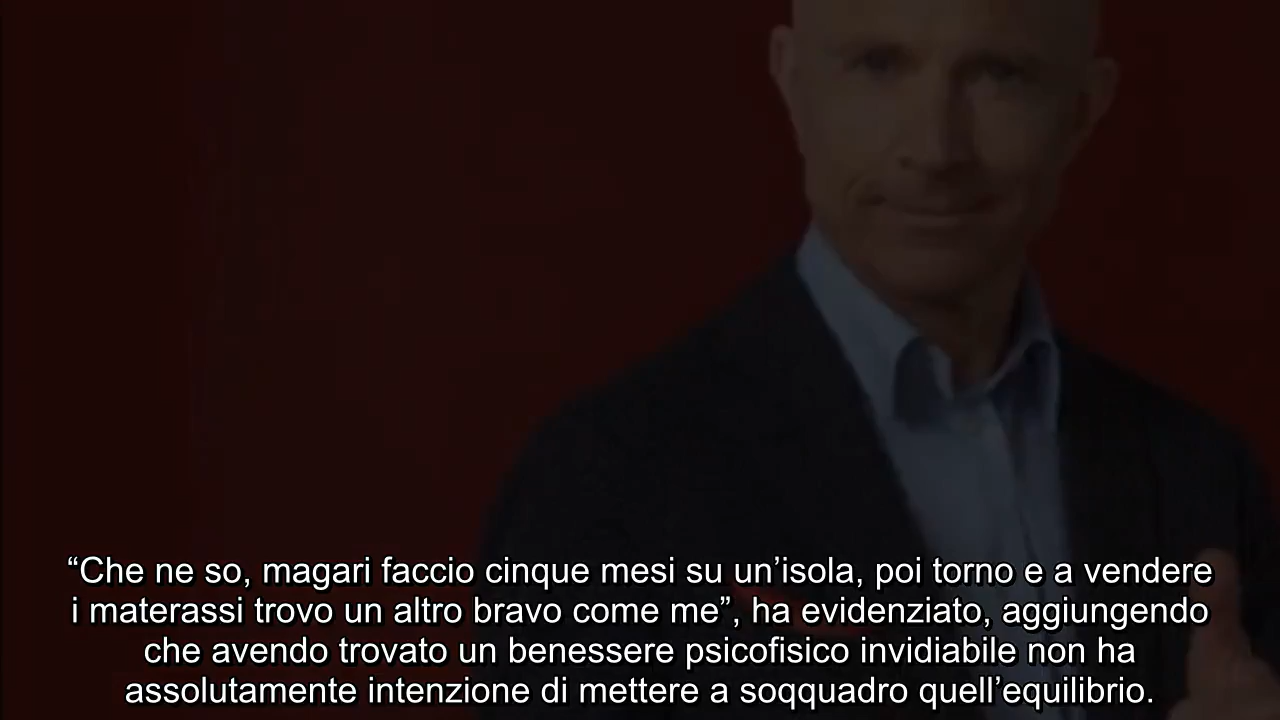 “Che ne so, magari faccio cinque mesi su un’isola, poi torno e a vendere
i materassi trovo un altro bravo come me”, ha evidenziato, aggiungendo
che avendo trovato un benessere psicofisico invidiabile non ha
assolutamente intenzione di mettere a soqquadro quell’equilibrio.